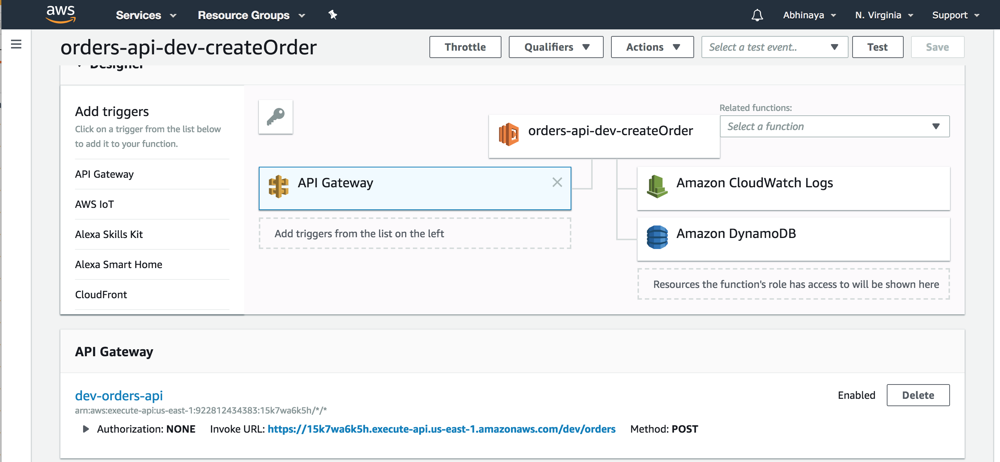 aws Services Resource Groups Abhinaya N. Virginia Support
orders-api-dev-createOrder Throttle Qualifiers Actions Select a test event.. Test Save
Designer
Add triggers
Click on a trigger from the list below
to add it to your function.
API Gateway
AWS IoT
Alexa Skills Kit
Alexa Smart Home
CloudFront
orders-api-dev-createOrder
Related functions:
Select a function
API Gateway
Add triggers from the list on the left
Amazon CloudWatch Logs
Amazon DynamoDB
Resources the function's role has access to will be shown here
API Gateway
dev-orders-api
arn:aws:execute-api:us-east-1:922812434383:15k7wa6k5h/*/*
Enabled Delete
Authorization: NONE Invoke URL: https://15k7wa6k5h.execute-api.us-east-1.amazonaws.com/dev/orders Method: POST